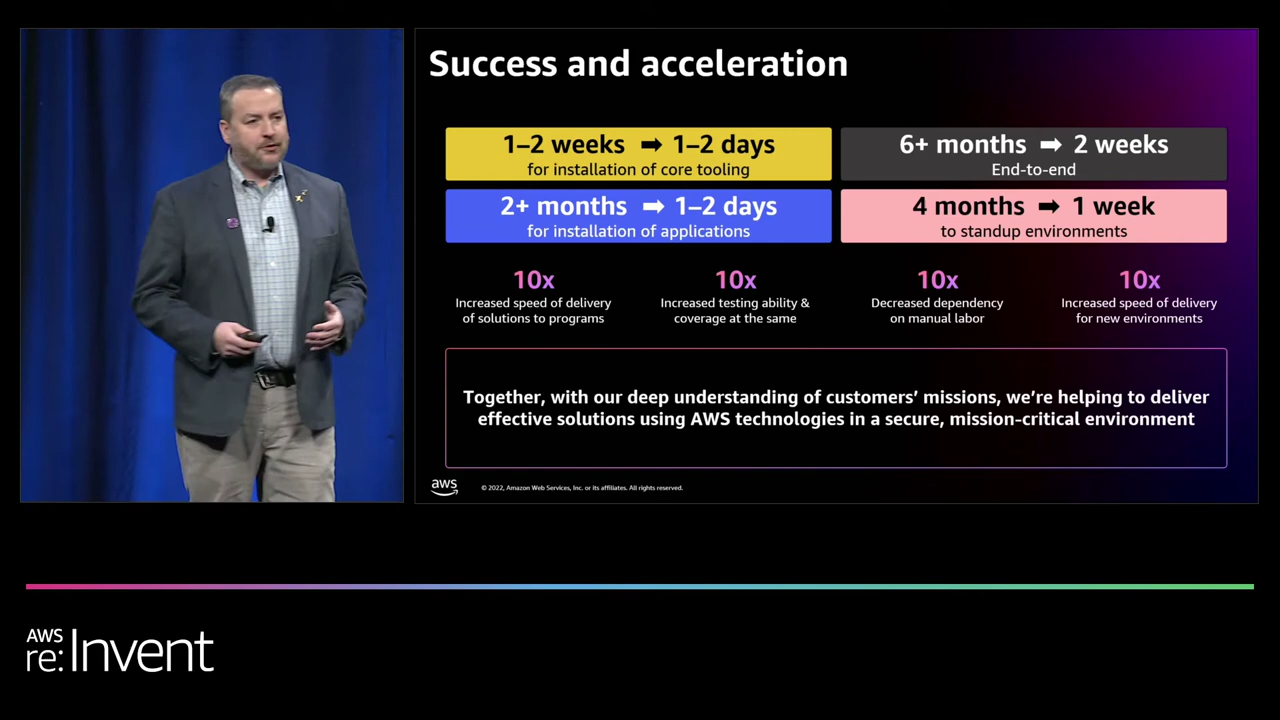 Success and acceleration
1–2 weeks ➡ 1–2 days
for installation of core tooling
6+ months ➡ 2 weeks
End-to-end
2+ months ➡ 1–2 days
for installation of applications
4 months ➡ 1 week
to standup environments
10x
Increased speed of delivery
of solutions to programs
10x
Increased testing ability &
coverage at the same
10x
Decreased dependency
on manual labor
10x
Increased speed of delivery
for new environments
Together, with our deep understanding of customers’ missions, we’re helping to deliver
effective solutions using AWS technologies in a secure, mission-critical environment
aws
© 2022, Amazon Web Services, Inc. or its affiliates. All rights reserved.
AWS
re:Invent